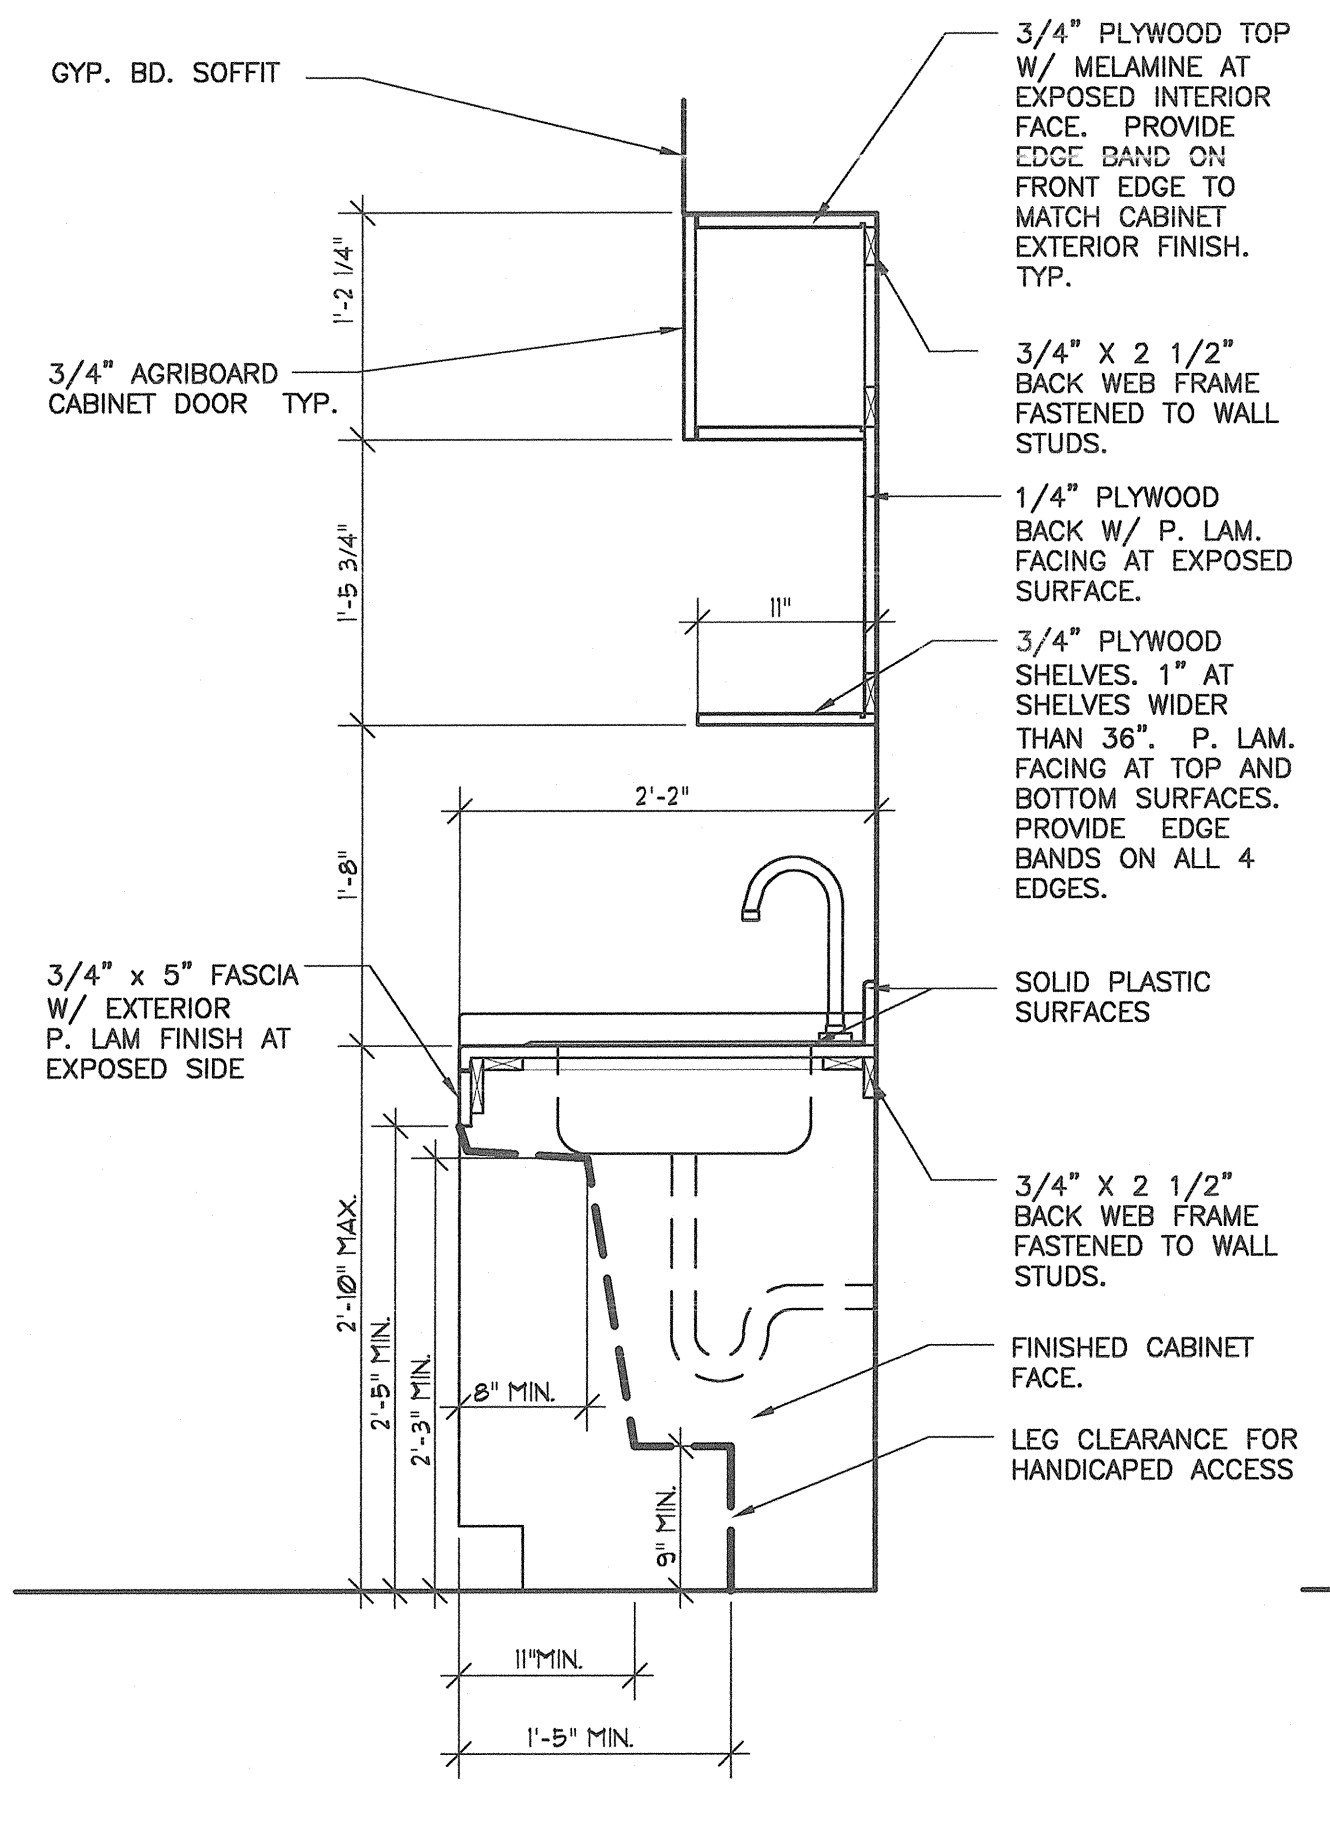 GYP. BD. SOFFIT
3/4" AGRIBOARD
CABINET DOOR TYP.
3/4" x 5" FASCIA
W/ EXTERIOR
P. LAM FINISH AT
EXPOSED SIDE
1'-2 1/4"
1'-5 3/4"
1'-8"
2'-10" MAX.
2'-5" MIN.
2'-3" MIN.
11"
2'-2"
8" MIN.
9" MIN.
11"MIN.
1'-5" MIN.
3/4" PLYWOOD TOP
W/ MELAMINE AT
EXPOSED INTERIOR
FACE. PROVIDE
EDGE BAND ON
FRONT EDGE TO
MATCH CABINET
EXTERIOR FINISH.
TYP.
3/4" X 2 1/2"
BACK WEB FRAME
FASTENED TO WALL
STUDS.
1/4" PLYWOOD
BACK W/ P. LAM.
FACING AT EXPOSED
SURFACE.
3/4" PLYWOOD
SHELVES. 1" AT
SHELVES WIDER
THAN 36". P. LAM.
FACING AT TOP AND
BOTTOM SURFACES.
PROVIDE EDGE
BANDS ON ALL 4
EDGES.
SOLID PLASTIC
SURFACES
3/4" X 2 1/2"
BACK WEB FRAME
FASTENED TO WALL
STUDS.
FINISHED CABINET
FACE.
LEG CLEARANCE FOR
HANDICAPED ACCESS